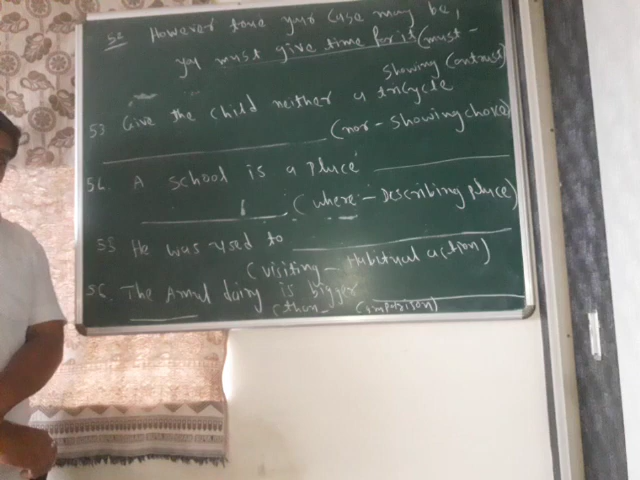 52 However true your case may be,
you must give time for it (must -
showing contrast)
53 Give the child neither a tricycle
(nor - showing choice)
54. A school is a place
(where - Describing place)
55 He was used to
(visiting - Habitual action)
56. The Amul dairy is bigger
(than - comparison)